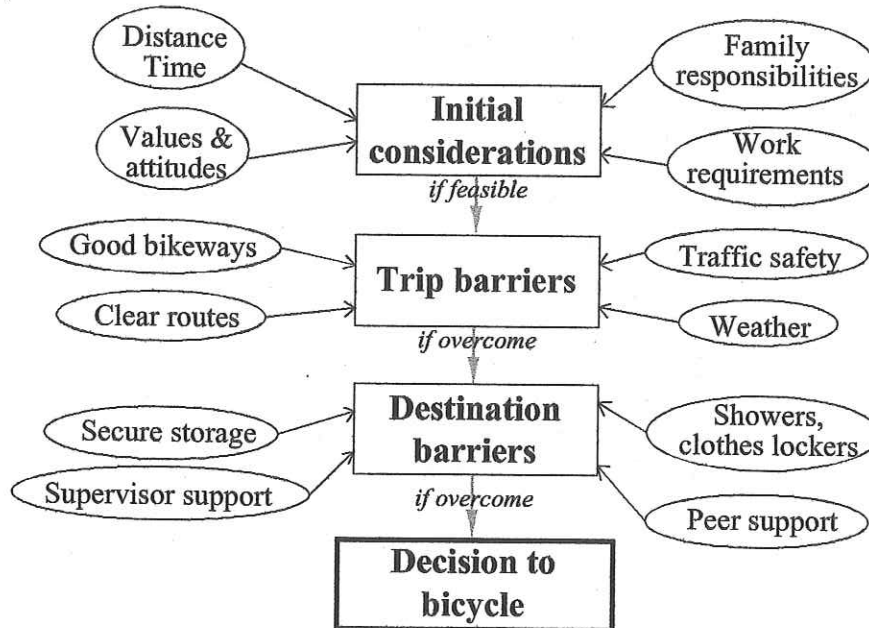 Distance
Time
Family
responsibilities
Initial
considerations
Values &
attitudes
Work
requirements
if feasible
Good bikeways
Traffic safety
Trip barriers
Clear routes
Weather
if overcome
Destination
barriers
Secure storage
Showers,
clothes lockers
Supervisor support
Peer support
if overcome
Decision to
bicycle